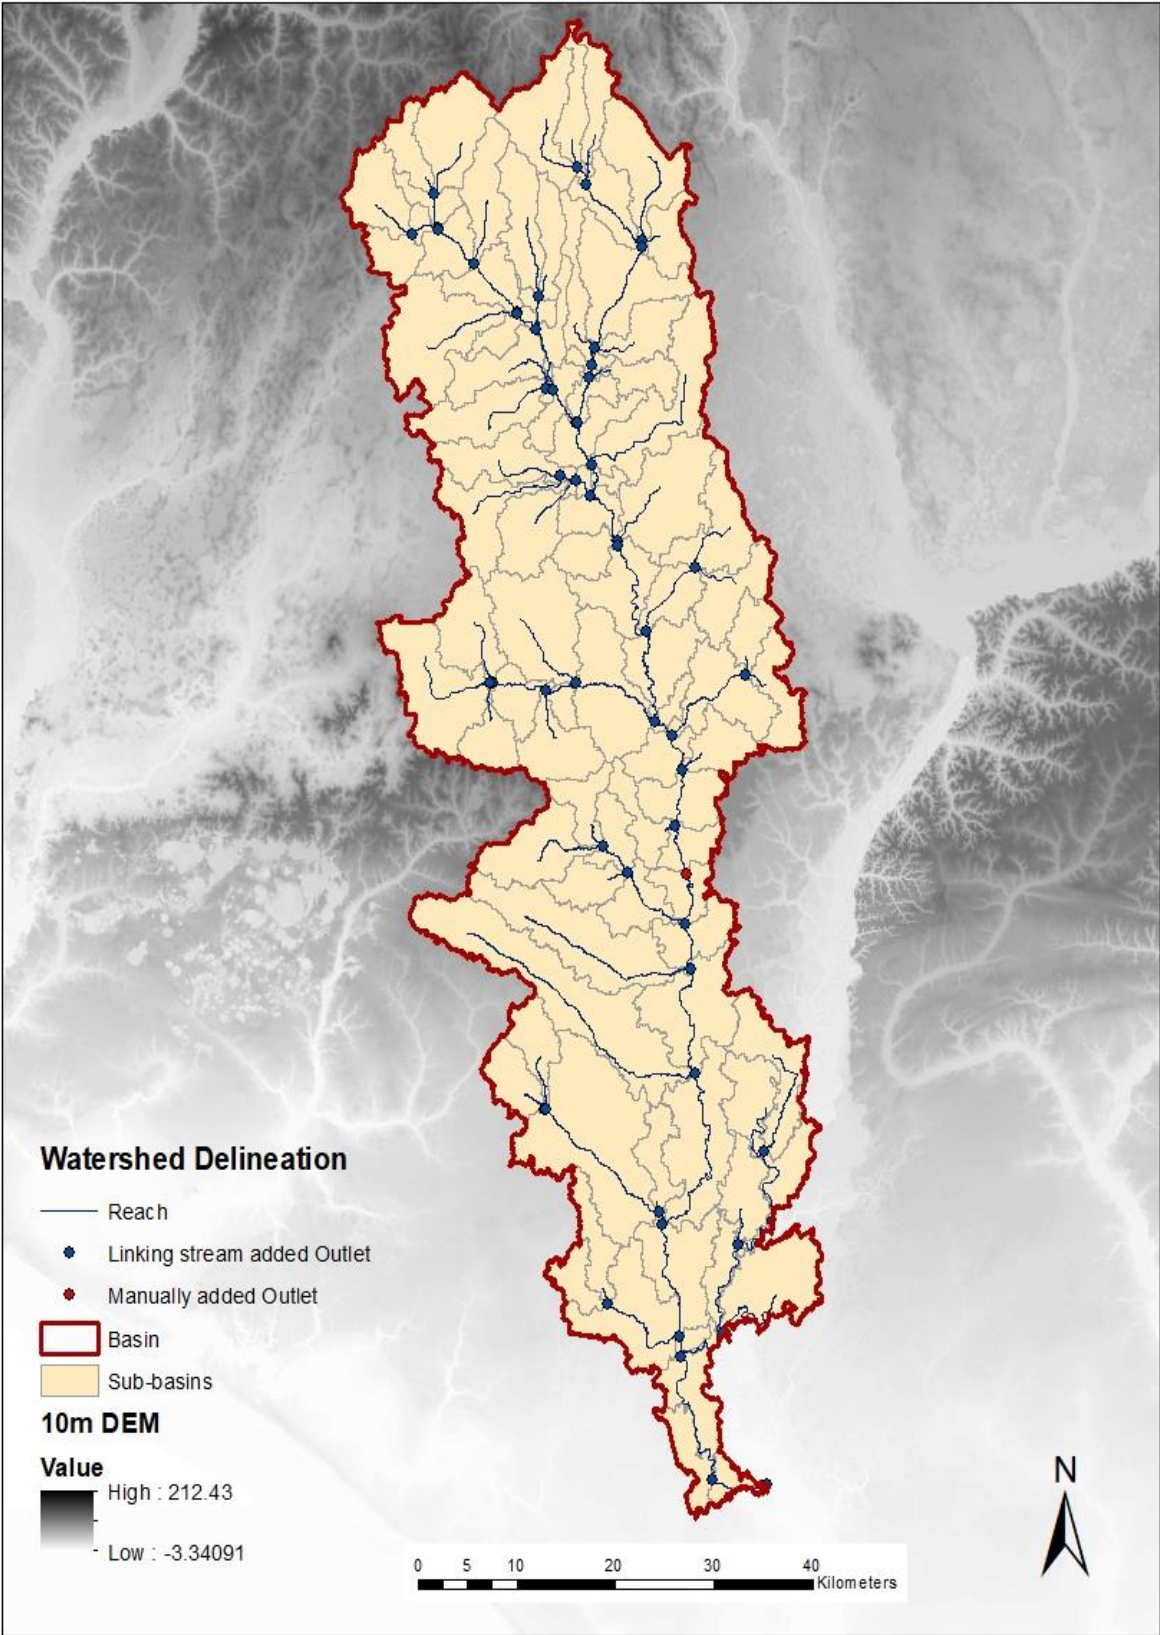 Watershed Delineation
Reach
Linking stream added Outlet
Manually added Outlet
Basin
Sub-basins
10m DEM
Value
High : 212.43
Low : -3.34091
N
0 5 10 20 30 40
Kilometers